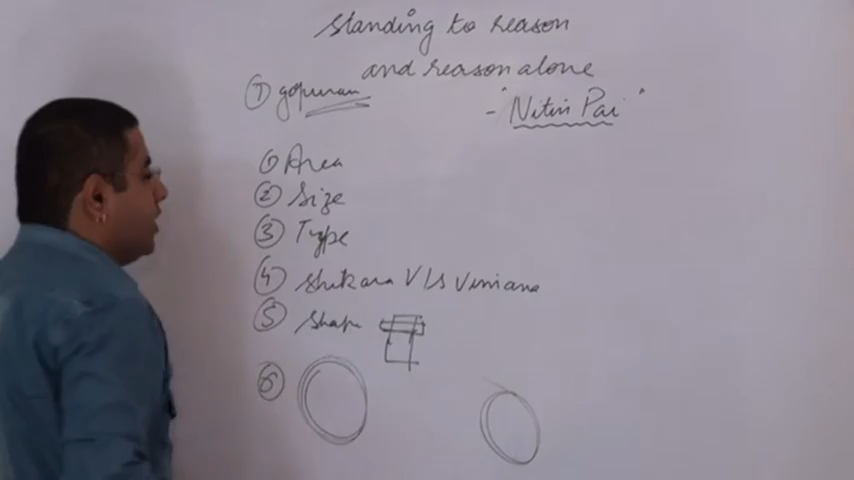 Standing to reason
and reason alone
- "Nitin Pai"
⑦ gopuram
① Area
② Size
③ Type
④ Shikara V/s Vimana
⑤ Shape
⑥